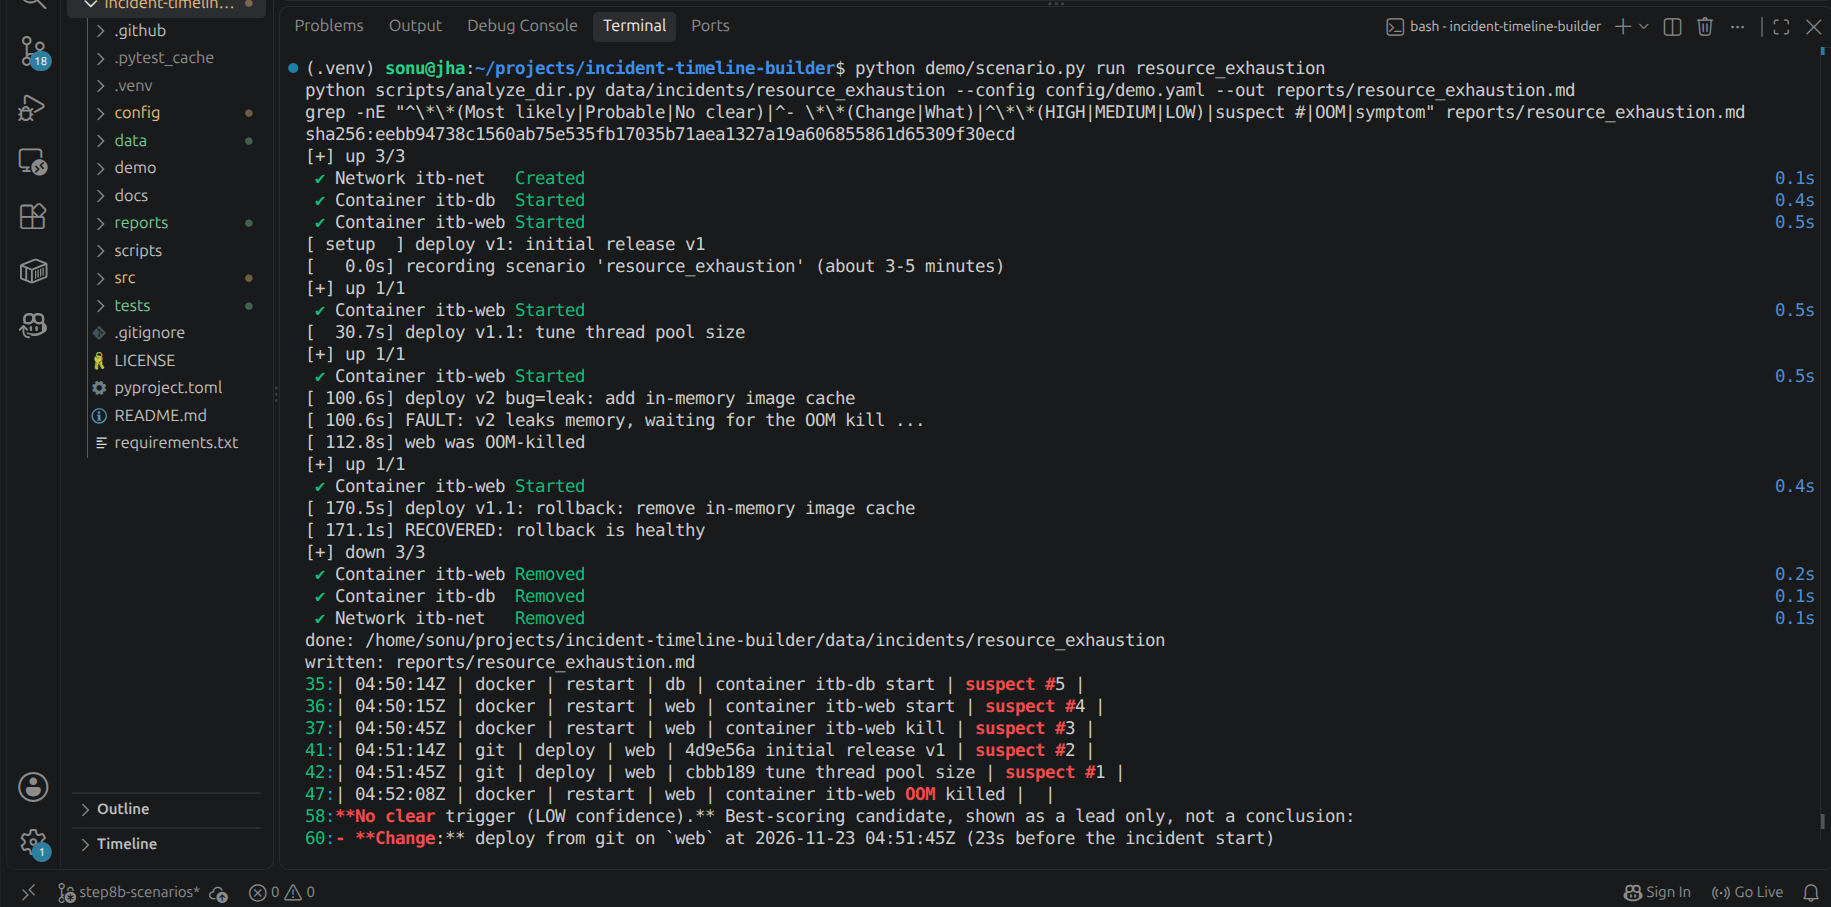 incident-timelin...
.github
.pytest_cache
.venv
config
data
demo
docs
reports
scripts
src
tests
.gitignore
LICENSE
pyproject.toml
README.md
requirements.txt
Outline
Timeline
18
1
Problems Output Debug Console Terminal Ports
bash - incident-timeline-builder
(.venv) sonu@jha:~/projects/incident-timeline-builder$ python demo/scenario.py run resource_exhaustion
python scripts/analyze_dir.py data/incidents/resource_exhaustion --config config/demo.yaml --out reports/resource_exhaustion.md
grep -nE "^\*\*(Most likely|Probable|No clear)|^- \*\*(Change|What)|^\*\*(HIGH|MEDIUM|LOW)|suspect #|OOM|symptom" reports/resource_exhaustion.md
sha256:eebb94738c1560ab75e535fb17035b71aea1327a19a606855861d65309f30ecd
[+] up 3/3
✔ Network itb-net Created 0.1s
✔ Container itb-db Started 0.4s
✔ Container itb-web Started 0.5s
[ setup ] deploy v1: initial release v1
[ 0.0s] recording scenario 'resource_exhaustion' (about 3-5 minutes)
[+] up 1/1
✔ Container itb-web Started 0.5s
[ 30.7s] deploy v1.1: tune thread pool size
[+] up 1/1
✔ Container itb-web Started 0.5s
[ 100.6s] deploy v2 bug=leak: add in-memory image cache
[ 100.6s] FAULT: v2 leaks memory, waiting for the OOM kill ...
[ 112.8s] web was OOM-killed
[+] up 1/1
✔ Container itb-web Started 0.4s
[ 170.5s] deploy v1.1: rollback: remove in-memory image cache
[ 171.1s] RECOVERED: rollback is healthy
[+] down 3/3
✔ Container itb-web Removed 0.2s
✔ Container itb-db Removed 0.1s
✔ Network itb-net Removed 0.1s
done: /home/sonu/projects/incident-timeline-builder/data/incidents/resource_exhaustion
written: reports/resource_exhaustion.md
35:| 04:50:14Z | docker | restart | db | container itb-db start | suspect #5 |
36:| 04:50:15Z | docker | restart | web | container itb-web start | suspect #4 |
37:| 04:50:45Z | docker | restart | web | container itb-web kill | suspect #3 |
41:| 04:51:14Z | git | deploy | web | 4d9e56a initial release v1 | suspect #2 |
42:| 04:51:45Z | git | deploy | web | cbbb189 tune thread pool size | suspect #1 |
47:| 04:52:08Z | docker | restart | web | container itb-web OOM killed | |
58:**No clear trigger (LOW confidence).** Best-scoring candidate, shown as a lead only, not a conclusion:
60:- **Change:** deploy from git on `web` at 2026-11-23 04:51:45Z (23s before the incident start)
step8b-scenarios* 0 0 Sign In Go Live